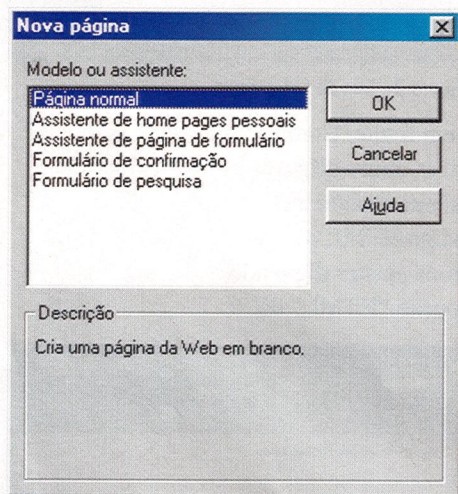 Nova página
Modelo ou assistente:
Página normal
Assistente de home pages pessoais
Assistente de página de formulário
Formulário de confirmação
Formulário de pesquisa
OK
Cancelar
Ajuda
Descrição
Cria uma página da Web em branco.